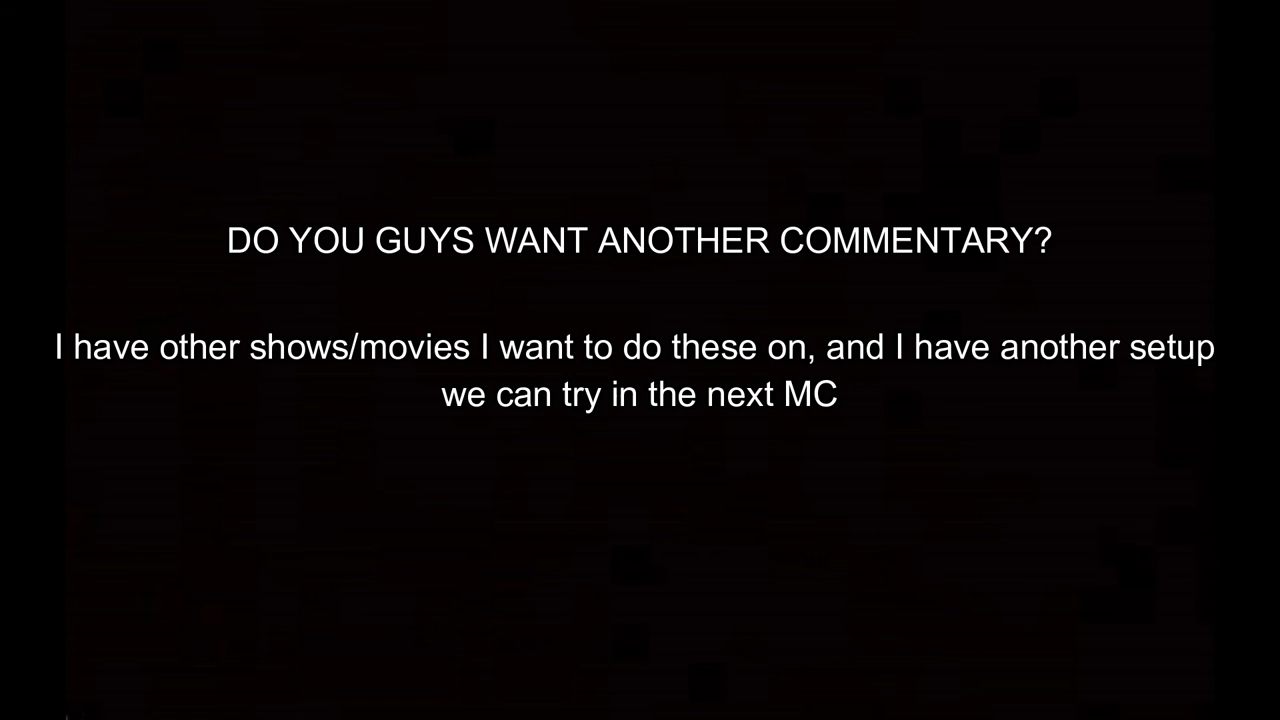 DO YOU GUYS WANT ANOTHER COMMENTARY?
I have other shows/movies I want to do these on, and I have another setup
we can try in the next MC